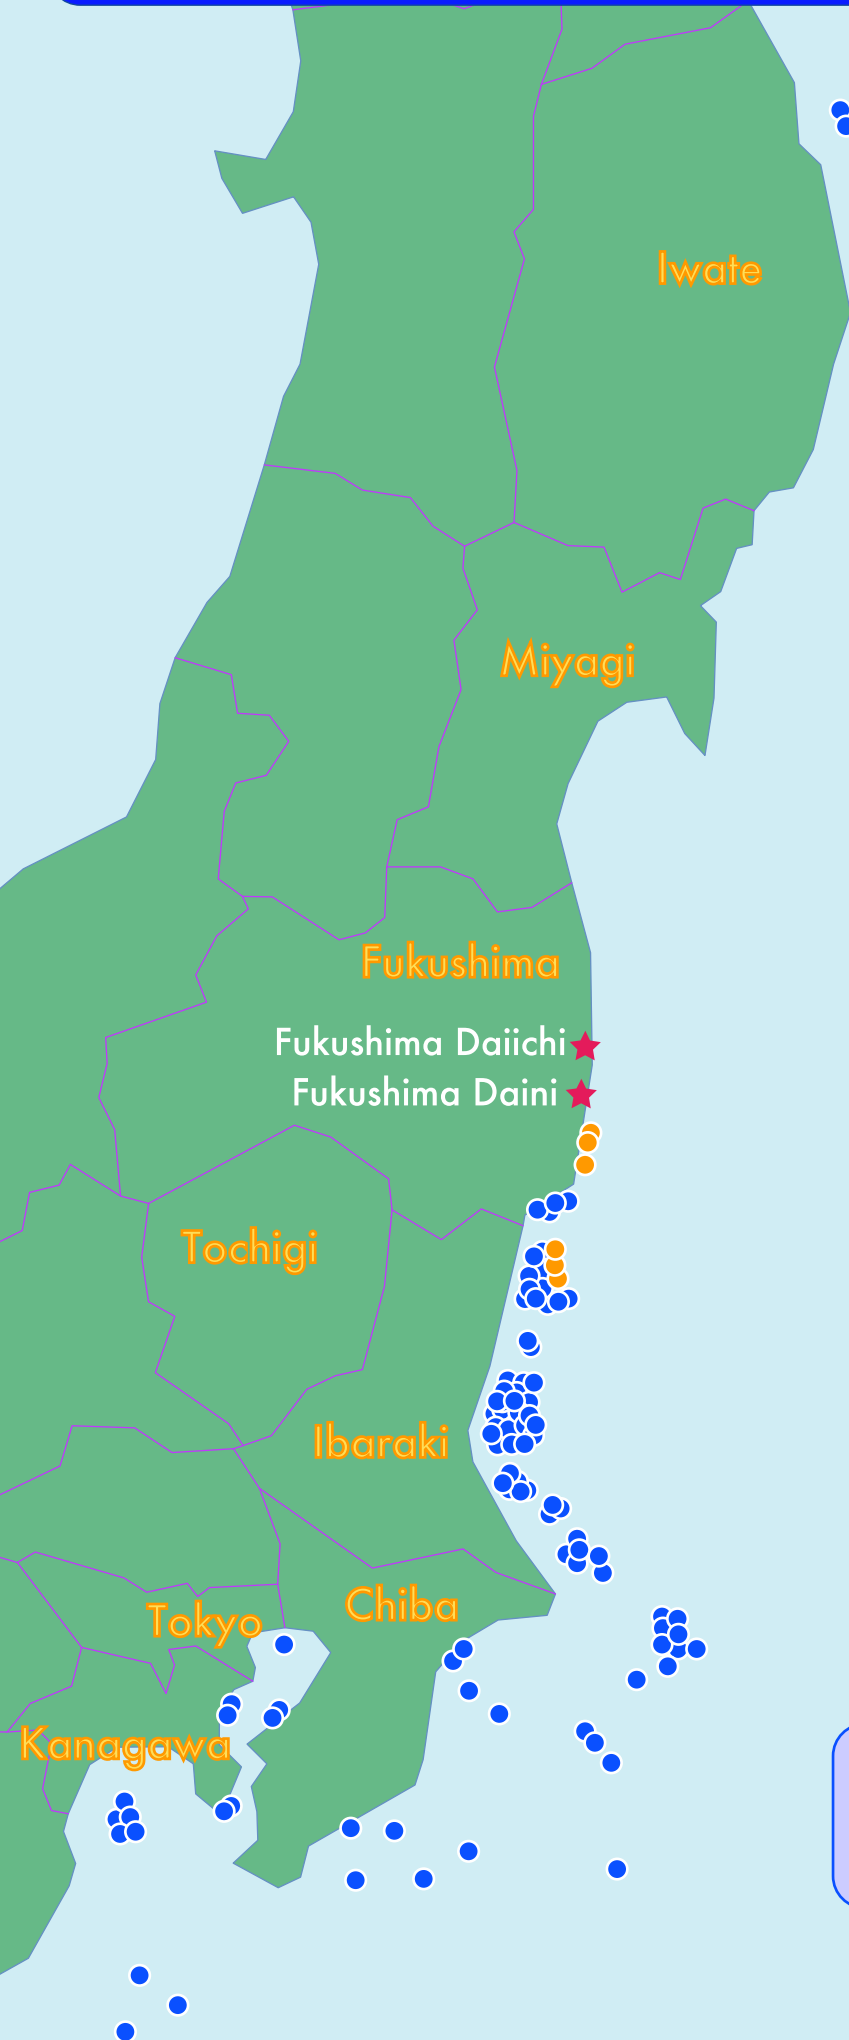 Iwate
Miyagi
Fukushima
Fukushima Daiichi
Fukushima Daini
Tochigi
Ibaraki
Chiba
Tokyo
Kanagawa